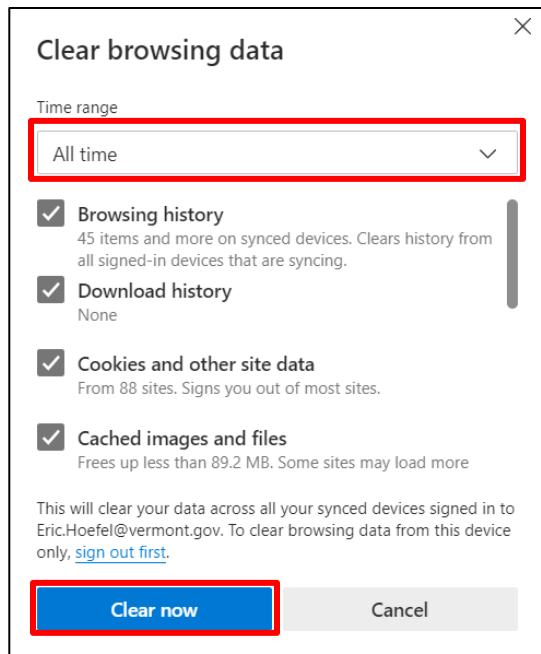 Clear browsing data
Time range
All time
Browsing history
45 items and more on synced devices. Clears history from
all signed-in devices that are syncing.
Download history
None
Cookies and other site data
From 88 sites. Signs you out of most sites.
Cached images and files
Frees up less than 89.2 MB. Some sites may load more
This will clear your data across all your synced devices signed in to
Eric.Hoefel@vermont.gov. To clear browsing data from this device
only, sign out first.
Clear now
Cancel